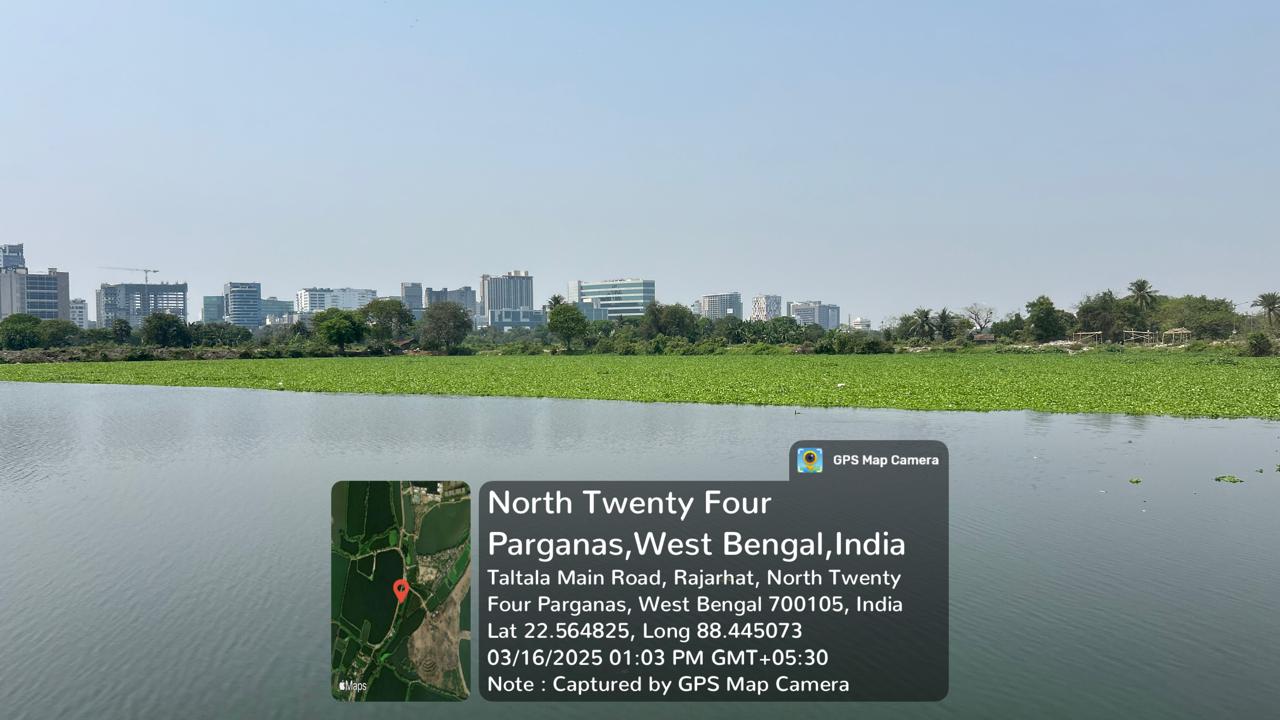 GPS Map Camera
North Twenty Four
Parganas,West Bengal,India
Taltala Main Road, Rajarhat, North Twenty
Four Parganas, West Bengal 700105, India
Lat 22.564825, Long 88.445073
03/16/2025 01:03 PM GMT+05:30
Note : Captured by GPS Map Camera
Maps